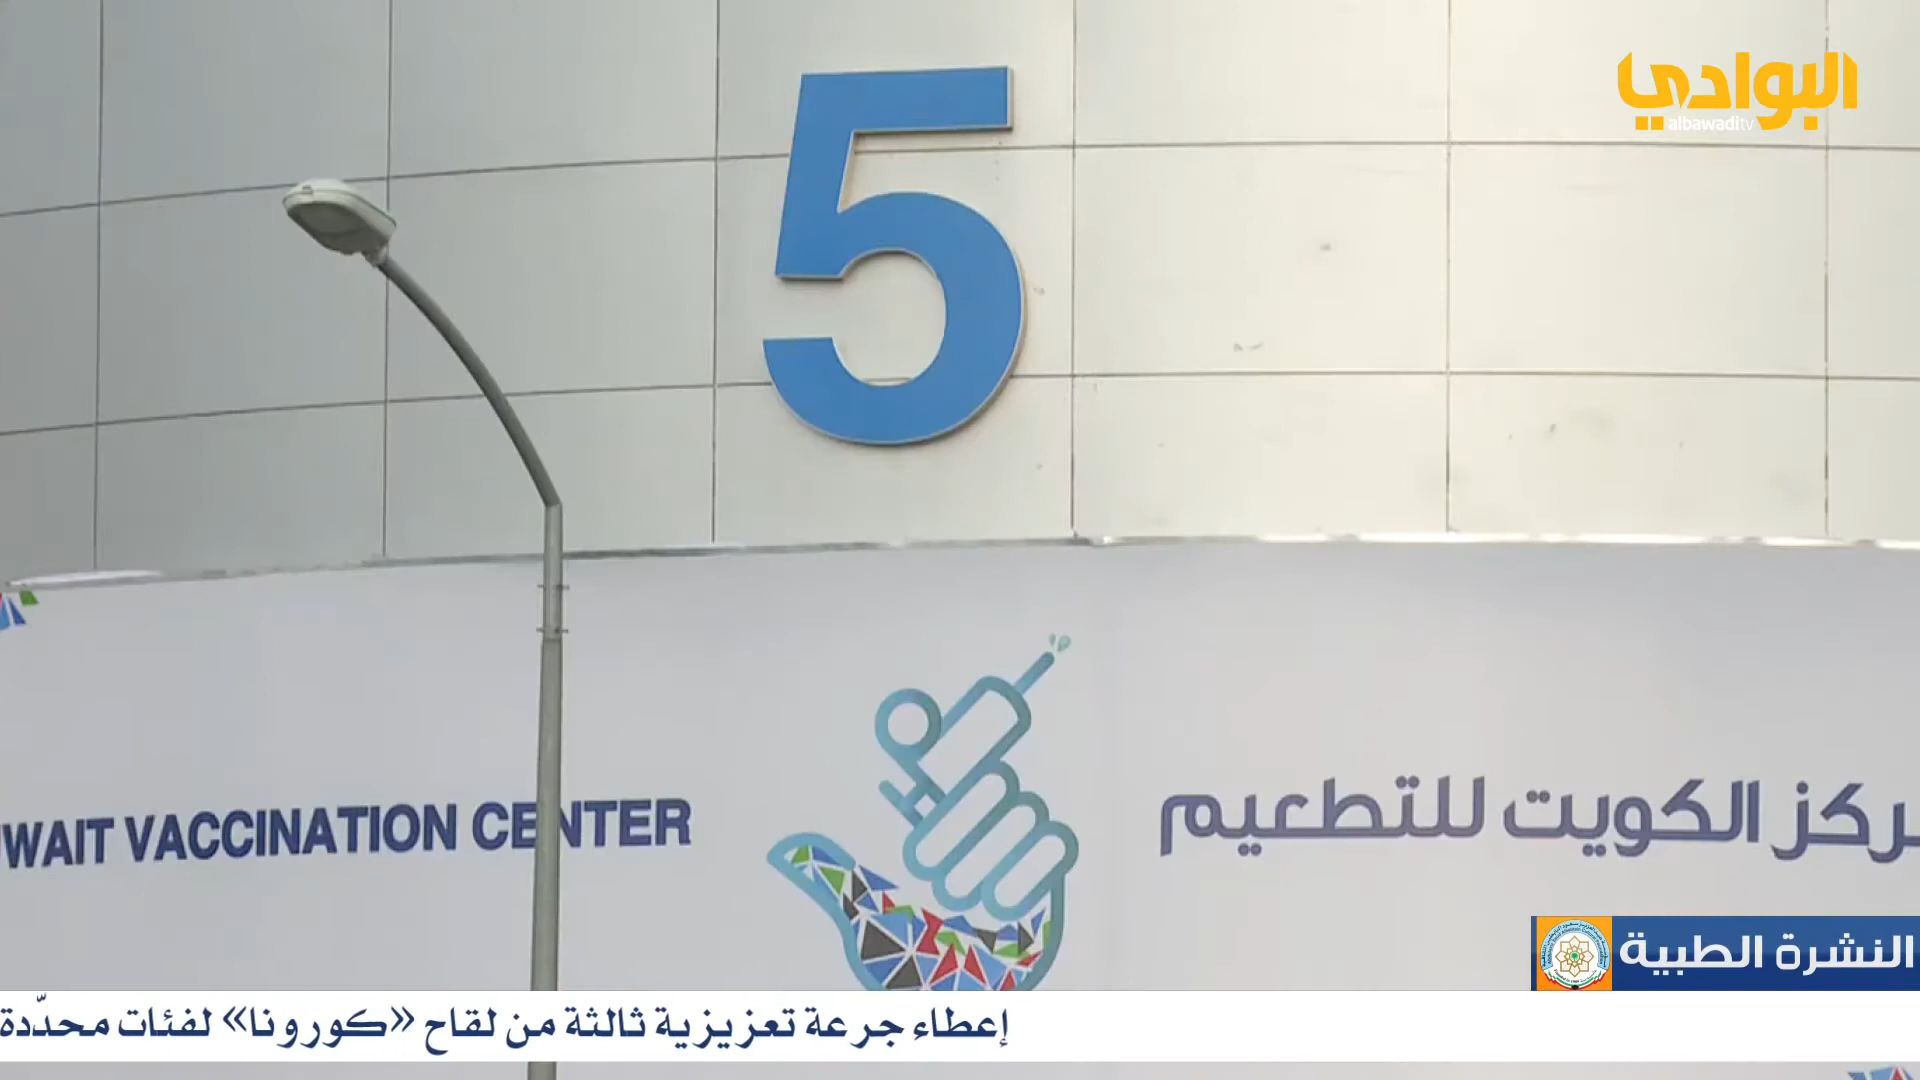 البوادي
albawaditv
5
WAIT VACCINATION CENTER
مركز الكويت للتطعيم
النشرة الطبية
إعطاء جرعة تعزيزية ثالثة من لقاح «كورونا» لفئات محدّدة